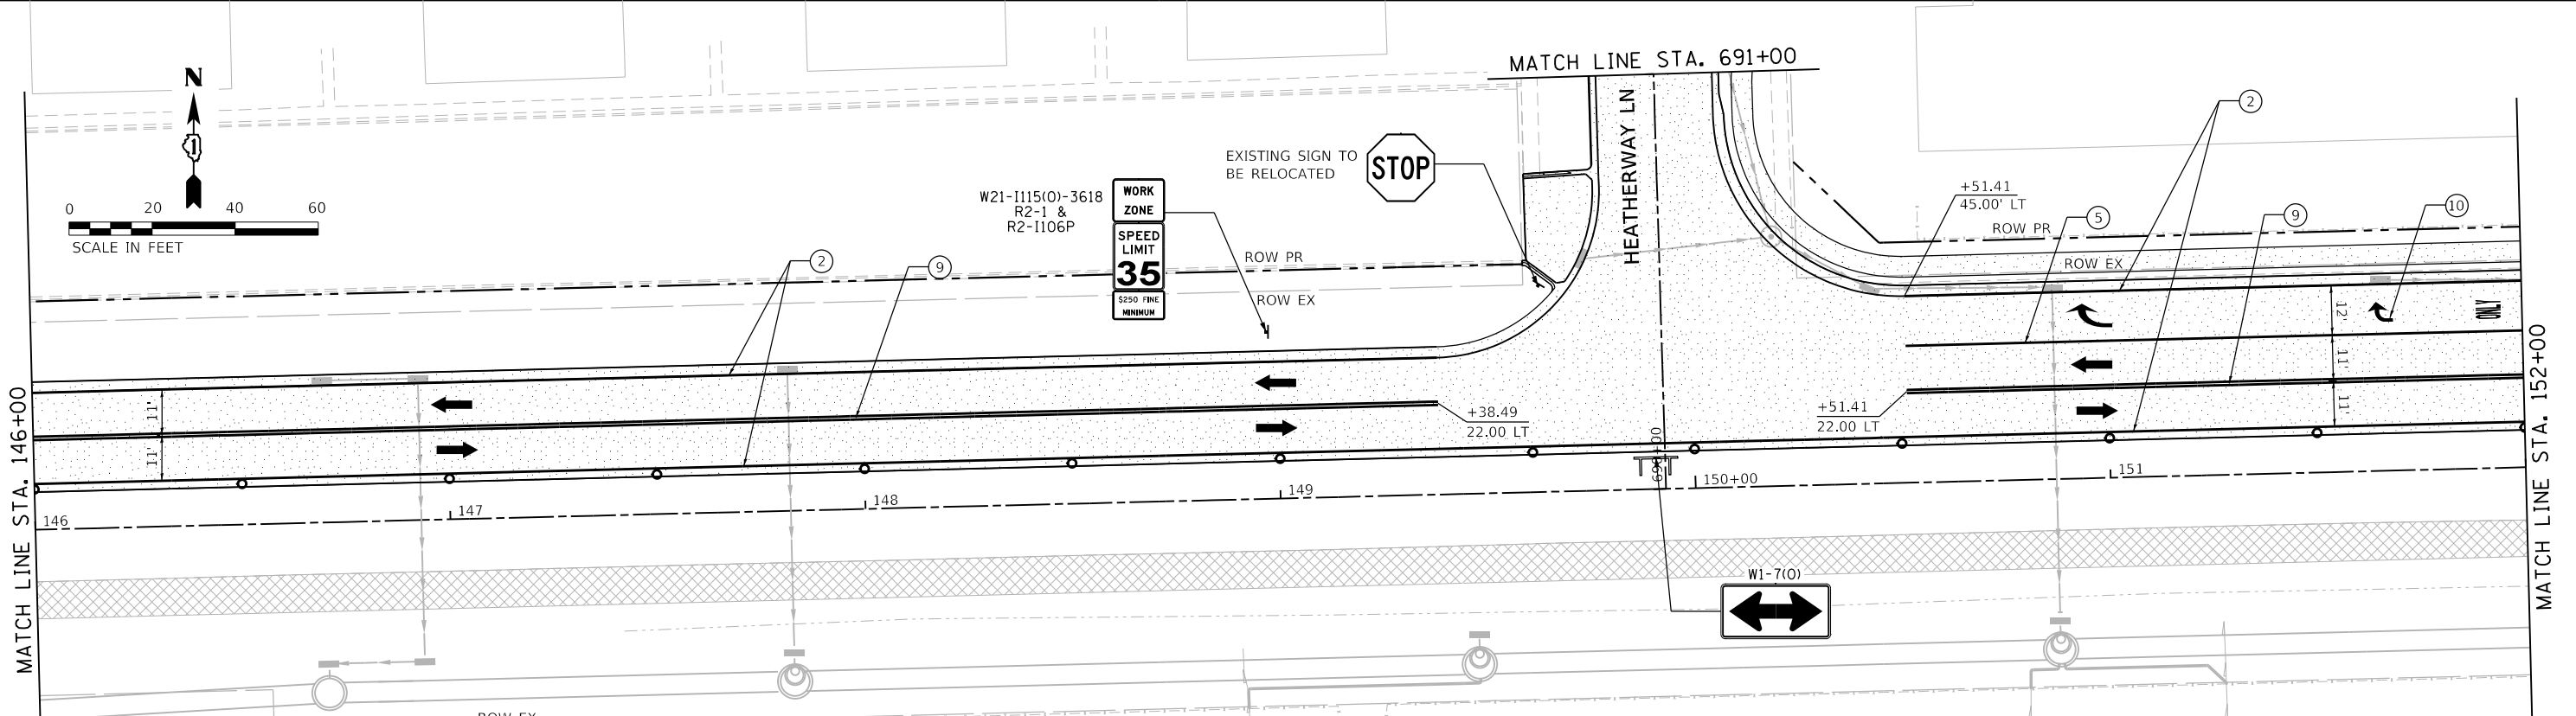 MATCH LINE STA. 691+00
N
1
0 20 40 60
SCALE IN FEET
HEATHERWAY LN
EXISTING SIGN TO
BE RELOCATED
STOP
W21-I115(O)-3618
R2-1 &
R2-I106P
WORK
ZONE
SPEED
LIMIT
35
$250 FINE
MINIMUM
ROW PR
ROW EX
2
9
2
+51.41
45.00' LT
5
9
10
ROW PR
ROW EX
12'
11'
11'
ONLY
11'
11'
+38.49
22.00 LT
+51.41
22.00 LT
690+00
146
147
148
149
150+00
151
MATCH LINE STA. 146+00
MATCH LINE STA. 152+00
W1-7(O)
ROW EX